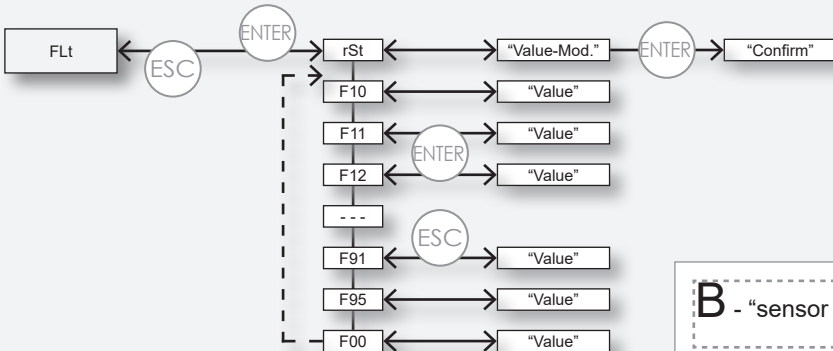 ENTER
FLt
ESC
rSt
“Value-Mod.”
ENTER
“Confirm”
F10
“Value”
F11
“Value”
ENTER
F12
“Value”
- - -
ESC
F91
“Value”
F95
“Value”
F00
“Value”
B - “sensor